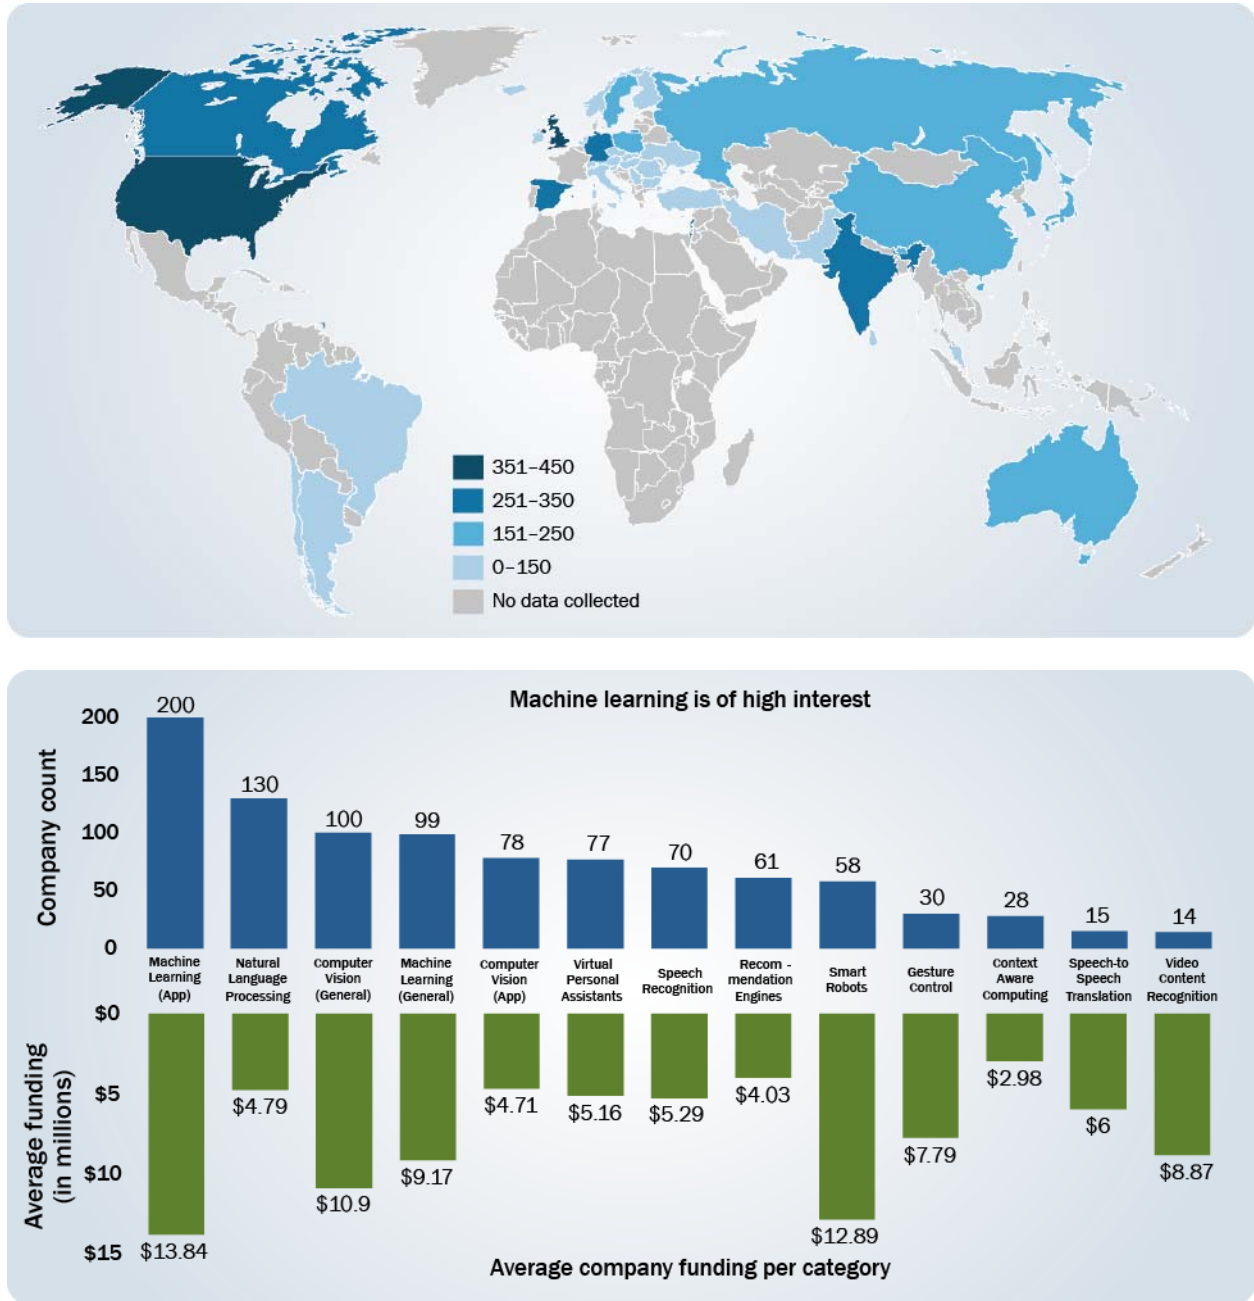 351–450
251–350
151–250
0–150
No data collected
Machine learning is of high interest
Company count
200
150
100
50
0
200
130
100
99
78
77
70
61
58
30
28
15
14
Machine
Learning
(App)
Natural
Language
Processing
Computer
Vision
(General)
Machine
Learning
(General)
Computer
Vision
(App)
Virtual
Personal
Assistants
Speech
Recognition
Recom -
mendation
Engines
Smart
Robots
Gesture
Control
Context
Aware
Computing
Speech-to
Speech
Translation
Video
Content
Recognition
Average funding
(in millions)
$0
$5
$10
$15
$13.84
$4.79
$10.9
$9.17
$4.71
$5.16
$5.29
$4.03
$12.89
$7.79
$2.98
$6
$8.87
Average company funding per category